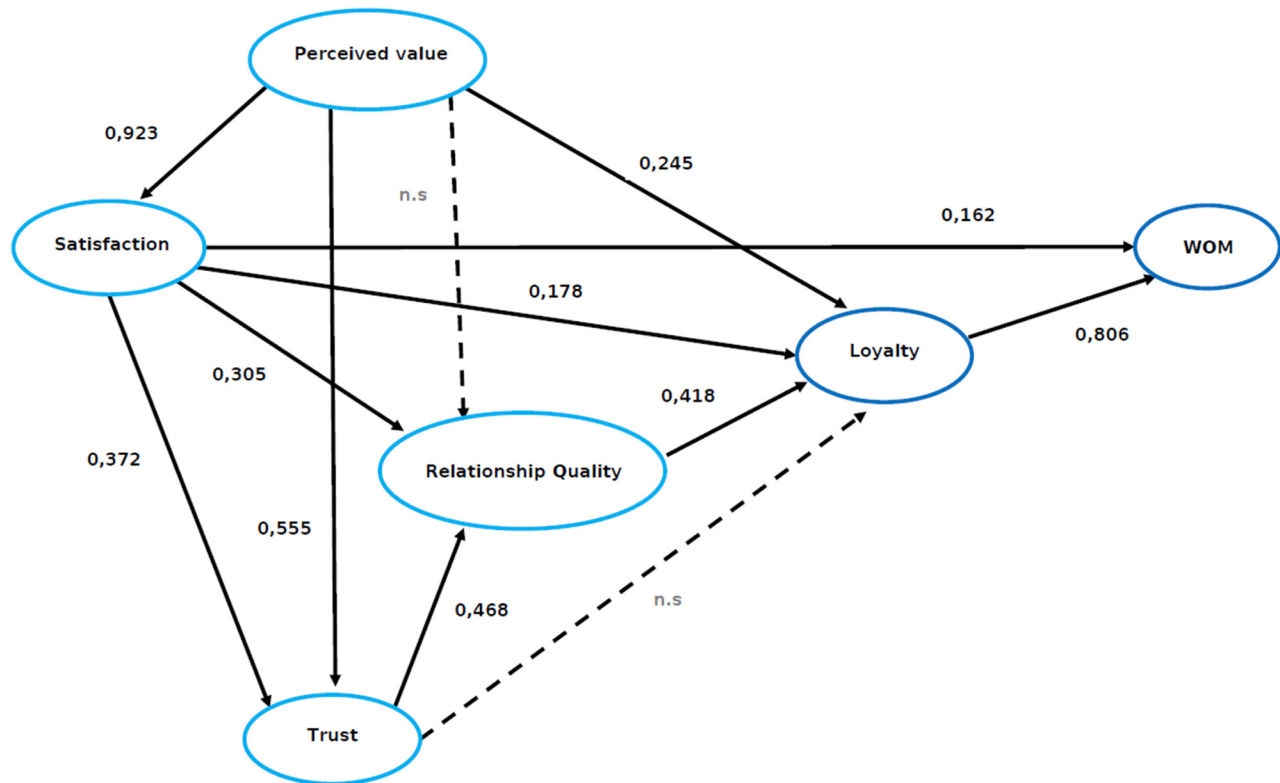 Perceived value
0,923
0,245
n.s
0,162
Satisfaction
WOM
0,178
0,806
Loyalty
0,305
0,418
0,372
Relationship Quality
0,555
n.s
0,468
Trust